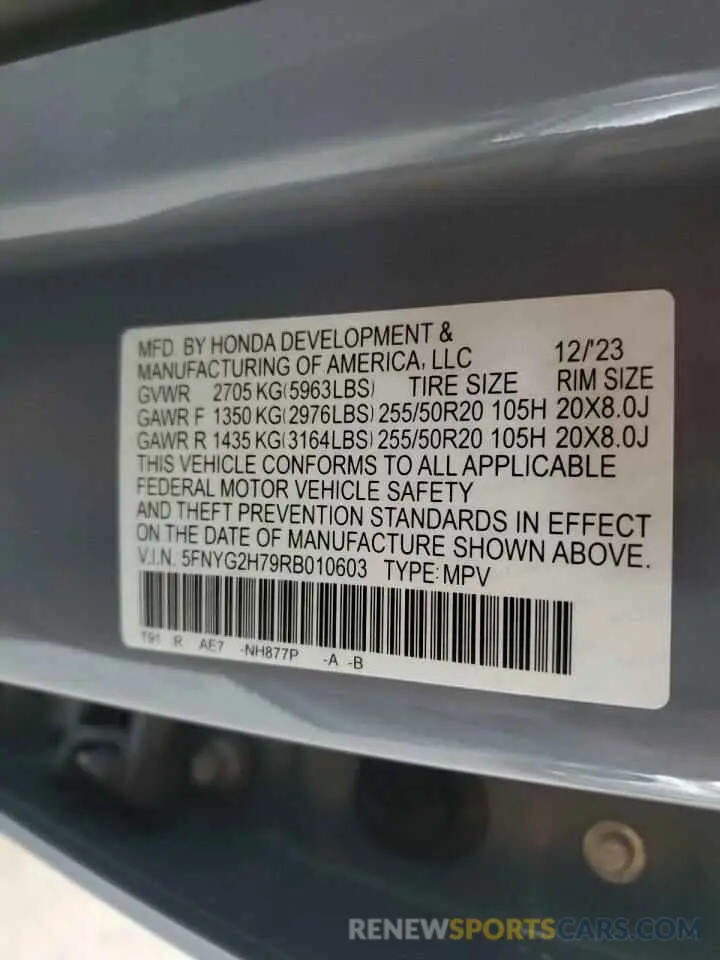 MFD. BY HONDA DEVELOPMENT &
MANUFACTURING OF AMERICA, LLC 12/'23
GVWR 2705 KG(5963LBS) TIRE SIZE RIM SIZE
GAWR F 1350 KG(2976LBS) 255/50R20 105H 20X8.0J
GAWR R 1435 KG(3164LBS) 255/50R20 105H 20X8.0J
THIS VEHICLE CONFORMS TO ALL APPLICABLE
FEDERAL MOTOR VEHICLE SAFETY
AND THEFT PREVENTION STANDARDS IN EFFECT
ON THE DATE OF MANUFACTURE SHOWN ABOVE.
V.I.N. 5FNYG2H79RB010603 TYPE:MPV
T91 R AE7 -NH877P -A -B
RENEWSPORTSCARS.COM